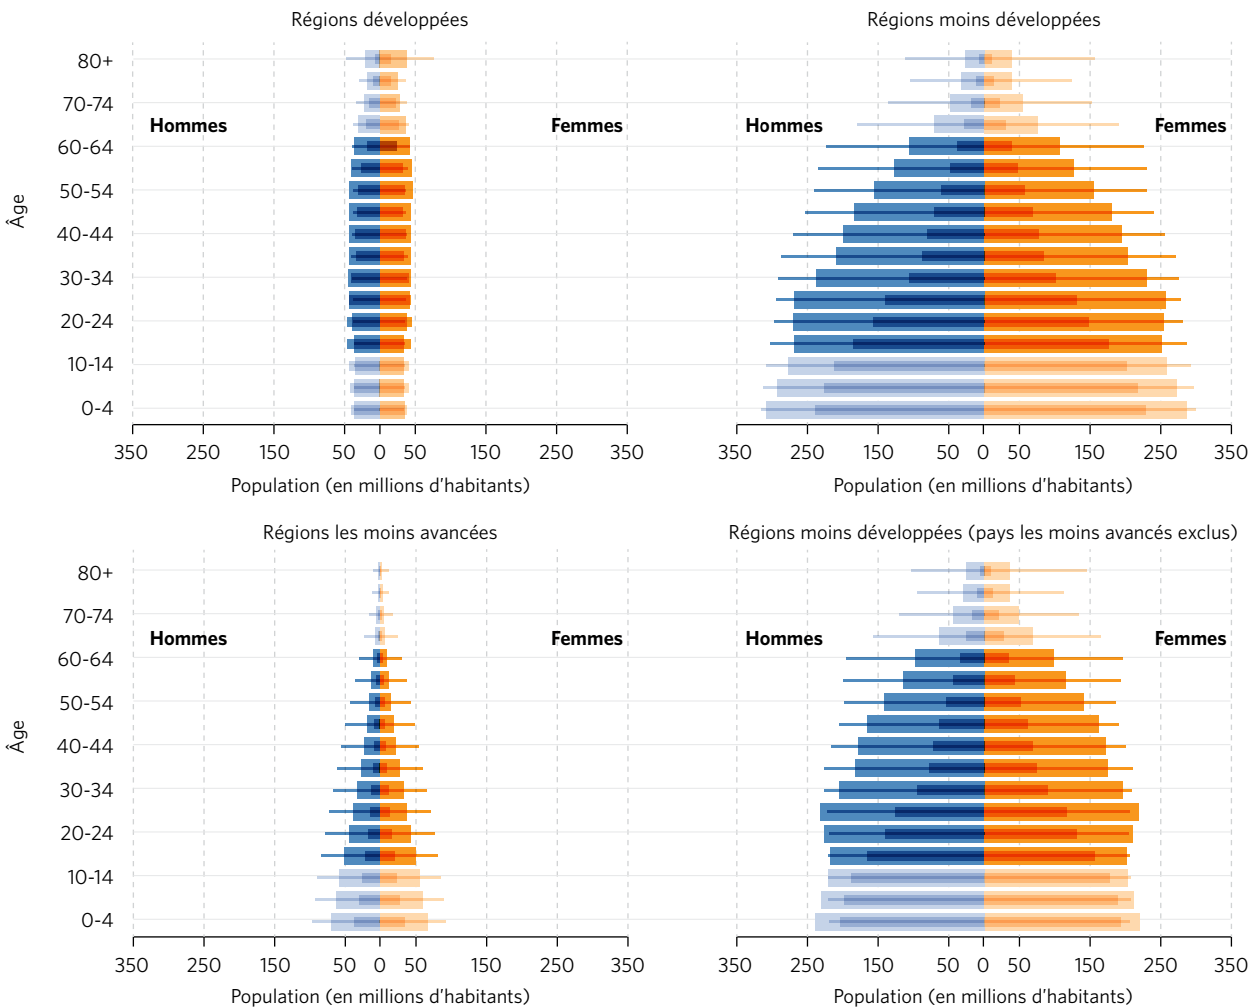 Régions développées
Régions moins développées
80+
70-74
Hommes
Femmes
Hommes
Femmes
60-64
50-54
Âge
40-44
30-34
20-24
10-14
0-4
350 250 150 50 0 50 150 250 350
350 250 150 50 0 50 150 250 350
Population (en millions d'habitants)
Population (en millions d'habitants)
Régions les moins avancées
Régions moins développées (pays les moins avancés exclus)
80+
70-74
Hommes
Femmes
Hommes
Femmes
60-64
50-54
Âge
40-44
30-34
20-24
10-14
0-4
350 250 150 50 0 50 150 250 350
350 250 150 50 0 50 150 250 350
Population (en millions d'habitants)
Population (en millions d'habitants)